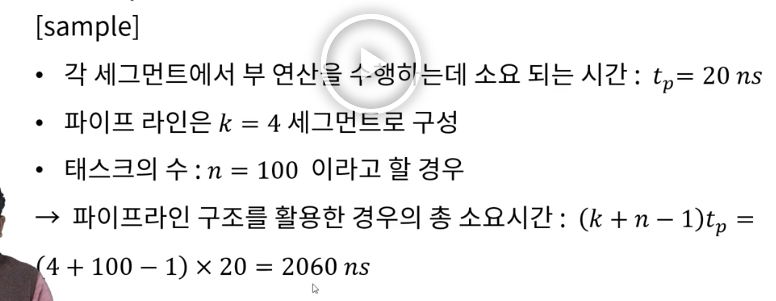 [sample]
• 각 세그먼트에서 부 연산을 수행하는데 소요 되는 시간 : tₚ = 20 ns
• 파이프 라인은 k = 4 세그먼트로 구성
• 태스크의 수 : n = 100 이라고 할 경우
→ 파이프라인 구조를 활용한 경우의 총 소요시간 : (k + n − 1)tₚ =
(4 + 100 − 1) × 20 = 2060 ns